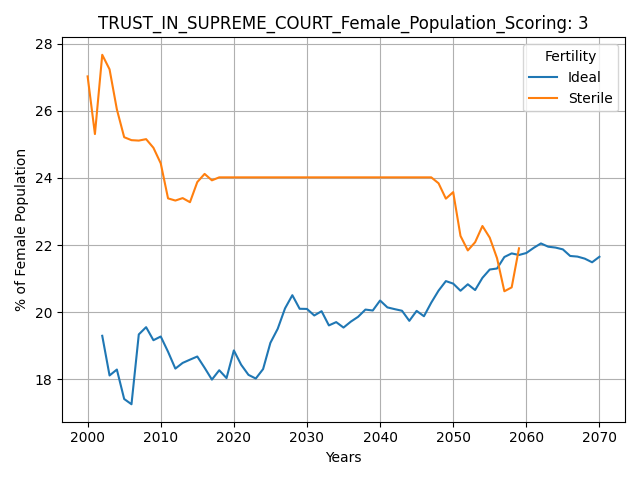 TRUST_IN_SUPREME_COURT_Female_Population_Scoring: 3
28
26
24
22
20
18
% of Female Population
Fertility
Ideal
Sterile
2000 2010 2020 2030 2040 2050 2060 2070
Years